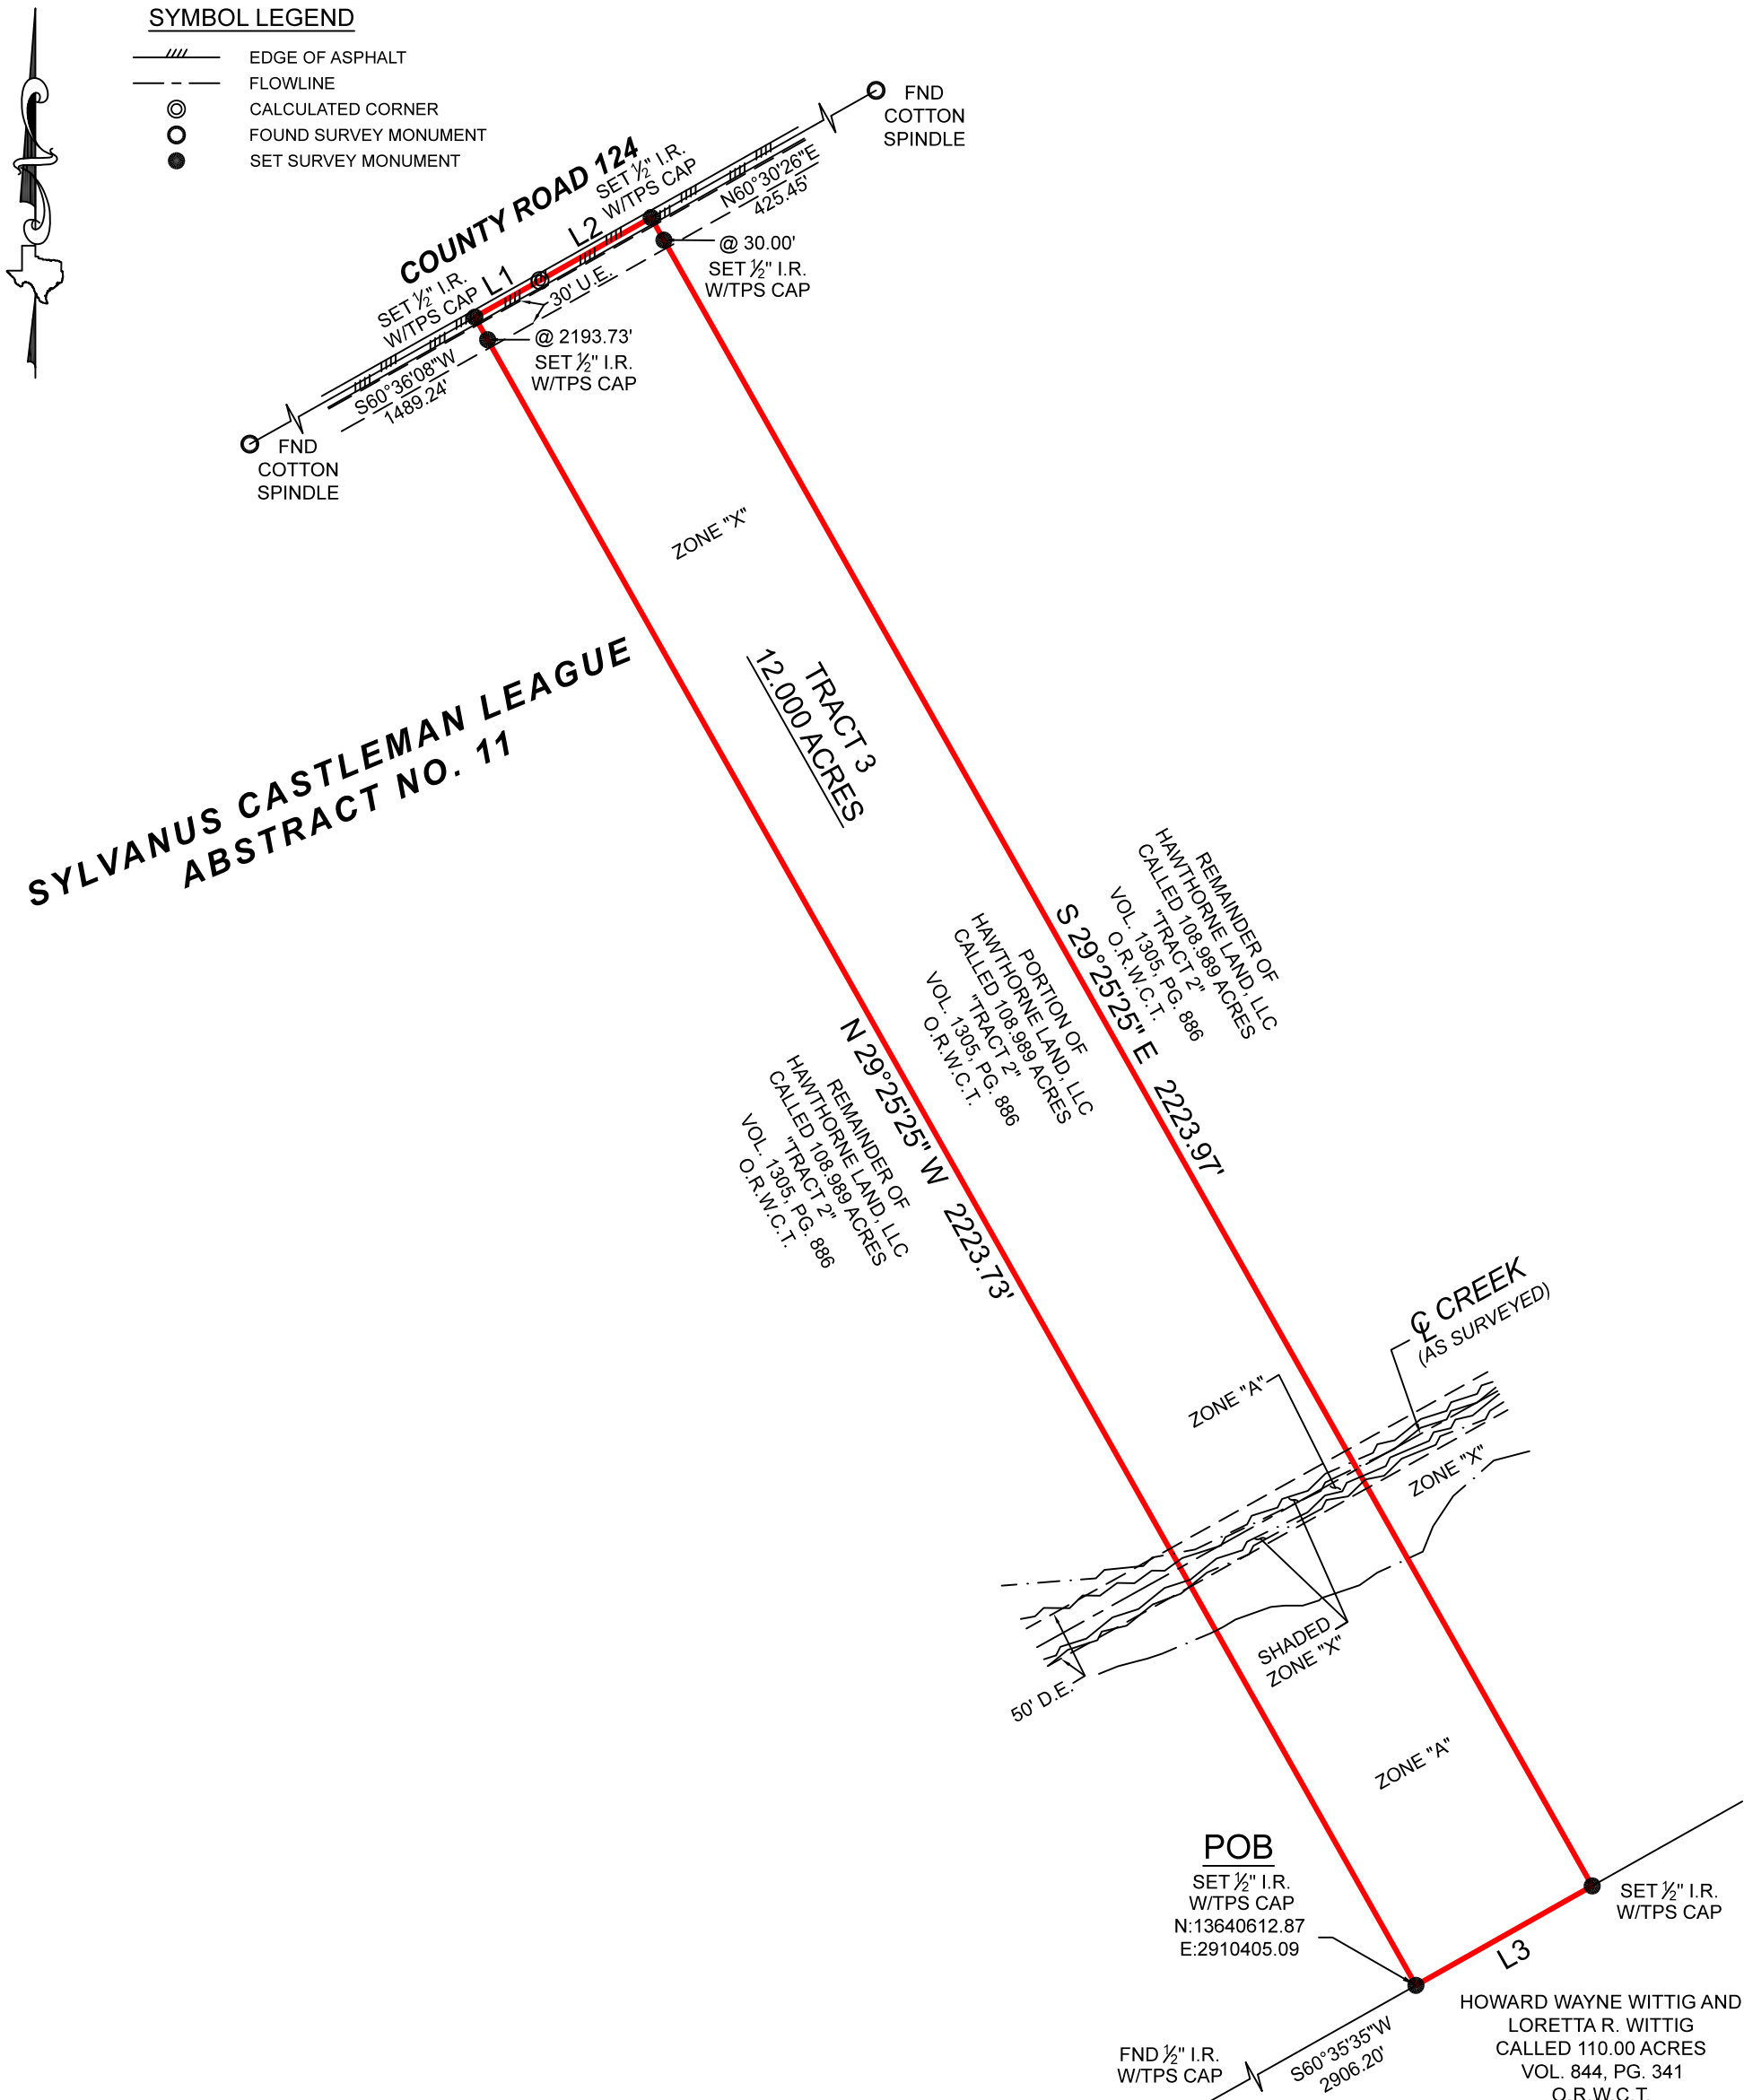 SYMBOL LEGEND
EDGE OF ASPHALT
FLOWLINE
CALCULATED CORNER
FOUND SURVEY MONUMENT
SET SURVEY MONUMENT
FND
COTTON
SPINDLE
COUNTY ROAD 124
SET ½" I.R.
W/TPS CAP
N60°30'26"E
425.45'
L2
L1
@ 30.00'
SET ½" I.R.
W/TPS CAP
30' U.E.
SET ½" I.R.
W/TPS CAP
@ 2193.73'
SET ½" I.R.
W/TPS CAP
S60°36'08"W
1489.24'
FND
COTTON
SPINDLE
ZONE "X"
SYLVANUS CASTLEMAN LEAGUE
ABSTRACT NO. 11
TRACT 3
12.000 ACRES
REMAINDER OF
HAWTHORNE LAND, LLC
CALLED 108.989 ACRES
"TRACT 2"
VOL. 1305, PG. 886
O.R.W.C.T.
S 29°25'25" E 2223.97'
PORTION OF
HAWTHORNE LAND, LLC
CALLED 108.989 ACRES
"TRACT 2"
VOL. 1305, PG. 886
O.R.W.C.T.
N 29°25'25" W 2223.73'
REMAINDER OF
HAWTHORNE LAND, LLC
CALLED 108.989 ACRES
"TRACT 2"
VOL. 1305, PG. 886
O.R.W.C.T.
℄ CREEK
(AS SURVEYED)
ZONE "A"
ZONE "X"
SHADED
ZONE "X"
50' D.E.
ZONE "A"
POB
SET ½" I.R.
W/TPS CAP
N:13640612.87
E:2910405.09
SET ½" I.R.
W/TPS CAP
L3
HOWARD WAYNE WITTIG AND
LORETTA R. WITTIG
CALLED 110.00 ACRES
VOL. 844, PG. 341
O.R.W.C.T.
FND ½" I.R.
W/TPS CAP
S60°35'35"W
2906.20'